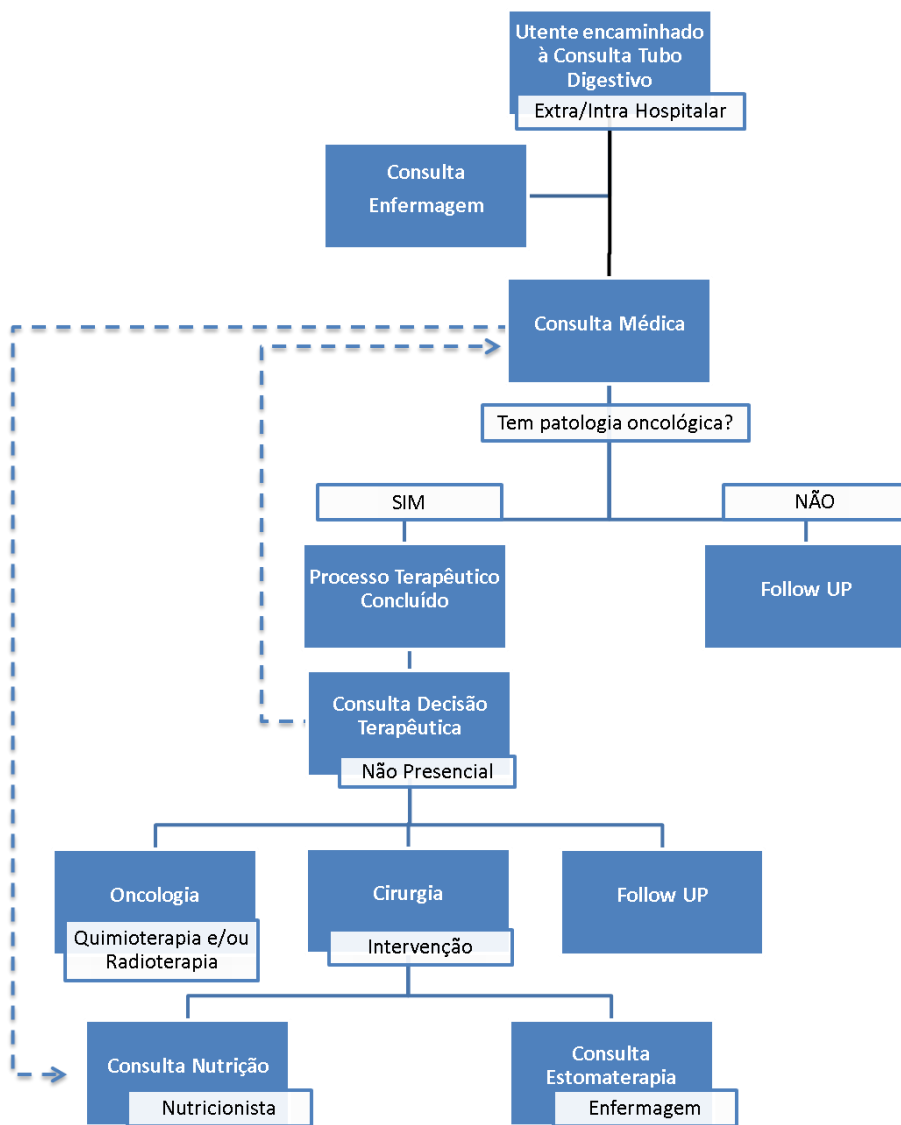 Utente encaminhado
à Consulta Tubo
Digestivo
Extra/Intra Hospitalar
Consulta
Enfermagem
Consulta Médica
Tem patologia oncológica?
SIM
NÃO
Processo Terapêutico
Concluído
Follow UP
Consulta Decisão
Terapêutica
Não Presencial
Oncologia
Quimioterapia e/ou
Radioterapia
Cirurgia
Intervenção
Follow UP
Consulta Nutrição
Nutricionista
Consulta
Estomaterapia
Enfermagem